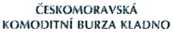 ČESKOMORAVSKÁ
KOMODITNÍ BURZA KLADNO